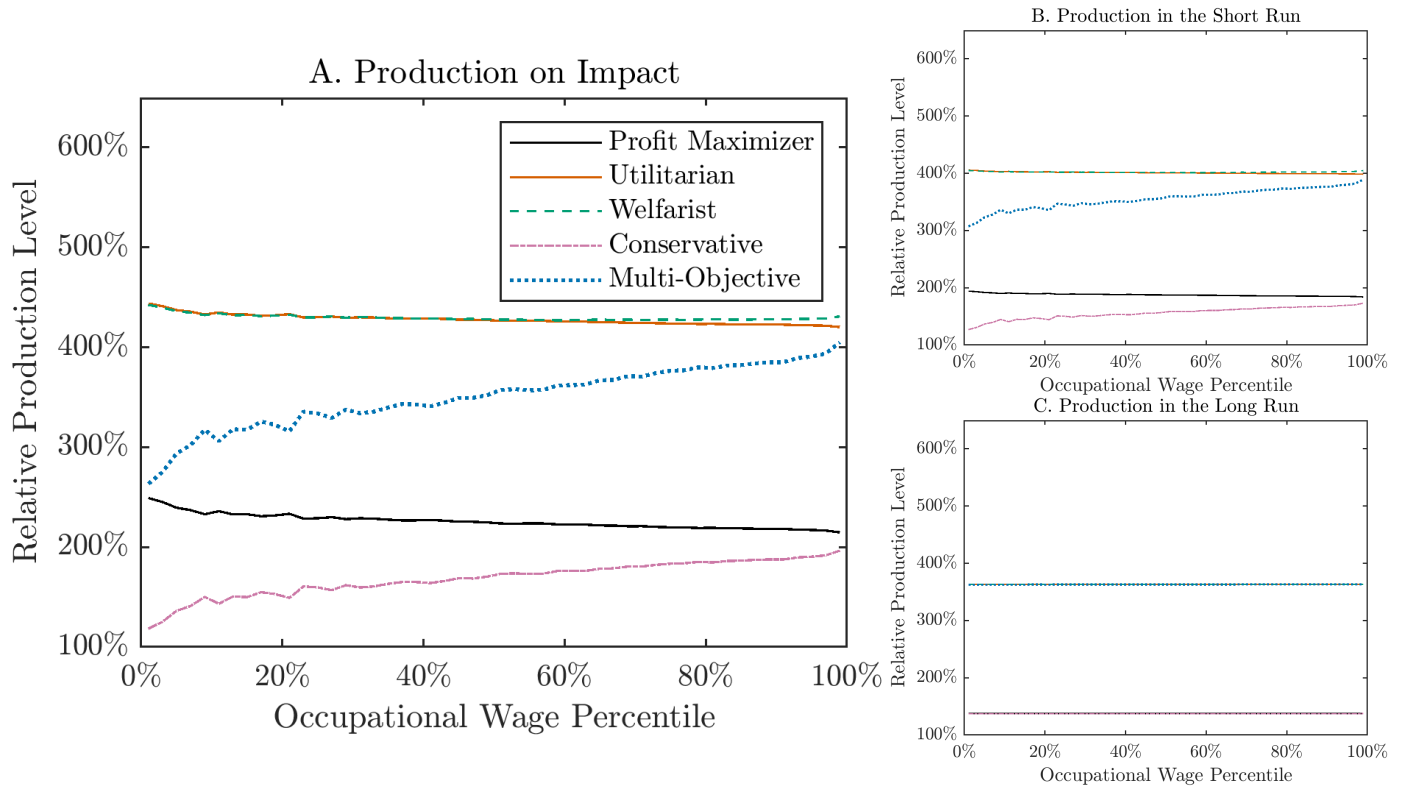 A. Production on Impact
Relative Production Level
600%
500%
400%
300%
200%
100%
0%
20%
40%
60%
80%
100%
Occupational Wage Percentile
Profit Maximizer
Utilitarian
Welfarist
Conservative
Multi-Objective
B. Production in the Short Run
Relative Production Level
600%
500%
400%
300%
200%
100%
0%
20%
40%
60%
80%
100%
Occupational Wage Percentile
C. Production in the Long Run
Relative Production Level
600%
500%
400%
300%
200%
100%
0%
20%
40%
60%
80%
100%
Occupational Wage Percentile